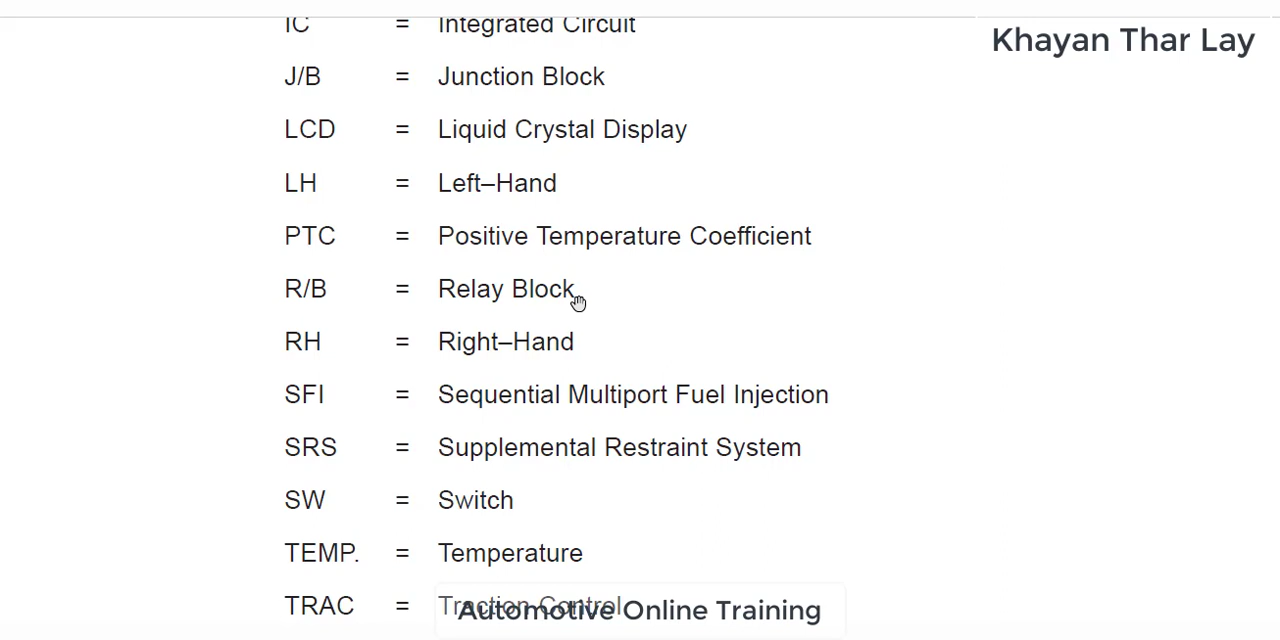 IC = Integrated Circuit
Khayan Thar Lay
J/B = Junction Block
LCD = Liquid Crystal Display
LH = Left–Hand
PTC = Positive Temperature Coefficient
R/B = Relay Block
RH = Right–Hand
SFI = Sequential Multiport Fuel Injection
SRS = Supplemental Restraint System
SW = Switch
TEMP. = Temperature
TRAC = Traction Control
Automotive Online Training